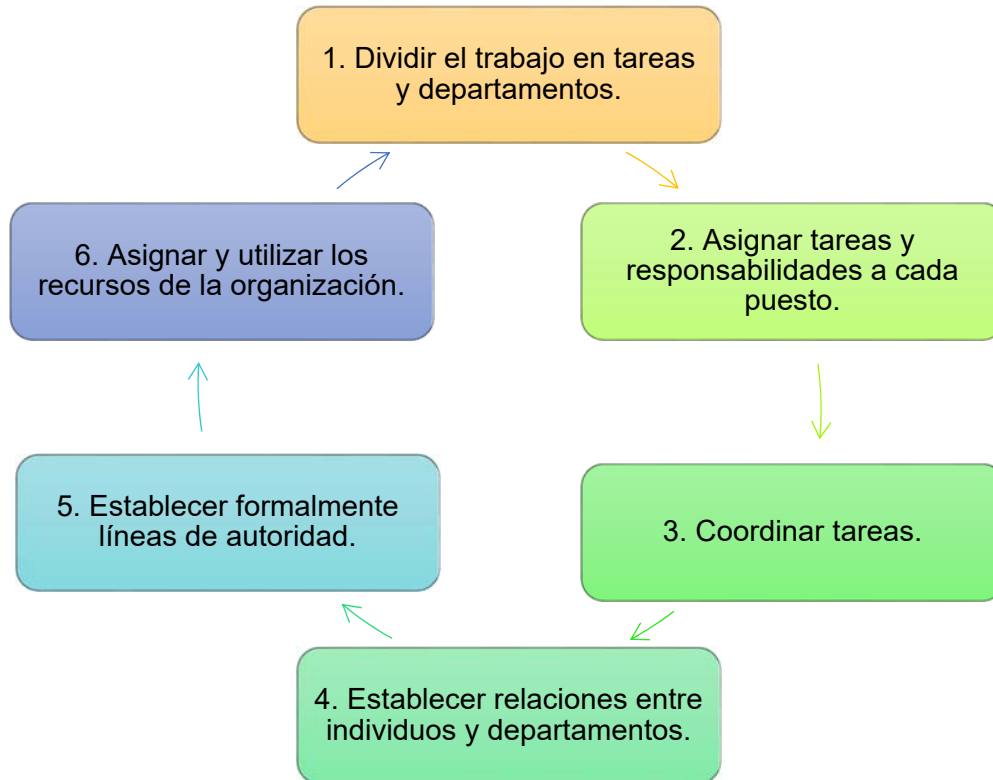 1. Dividir el trabajo en tareas
y departamentos.
2. Asignar tareas y
responsabilidades a cada
puesto.
3. Coordinar tareas.
4. Establecer relaciones entre
individuos y departamentos.
5. Establecer formalmente
líneas de autoridad.
6. Asignar y utilizar los
recursos de la organización.